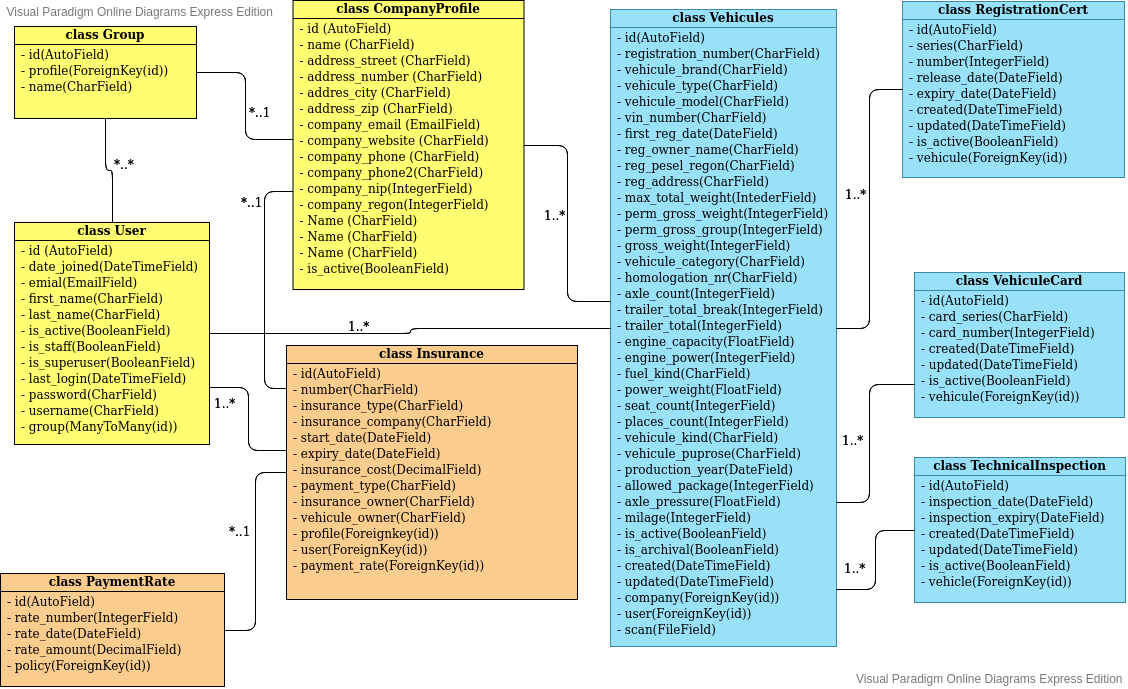 Visual Paradigm Online Diagrams Express Edition
class Group
- id(AutoField)
- profile(ForeignKey(id))
- name(CharField)
*..1
*..*
class User
- id (AutoField)
- date_joined(DateTimeField)
- emial(EmailField)
- first_name(CharField)
- last_name(CharField)
- is_active(BooleanField)
- is_staff(BooleanField)
- is_superuser(BooleanField)
- last_login(DateTimeField)
- password(CharField)
- username(CharField)
- group(ManyToMany(id))
1..*
class PaymentRate
- id(AutoField)
- rate_number(IntegerField)
- rate_date(DateField)
- rate_amount(DecimalField)
- policy(ForeignKey(id))
*..1
class CompanyProfile
- id (AutoField)
- name (CharField)
- address_street (CharField)
- address_number (CharField)
- addres_city (CharField)
- address_zip (CharField)
- company_email (EmailField)
- company_website (CharField)
- company_phone (CharField)
- company_phone2(CharField)
- company_nip(IntegerField)
- company_regon(IntegerField)
- Name (CharField)
- Name (CharField)
- Name (CharField)
- is_active(BooleanField)
*..1
1..*
1..*
class Insurance
- id(AutoField)
- number(CharField)
- insurance_type(CharField)
- insurance_company(CharField)
- start_date(DateField)
- expiry_date(DateField)
- insurance_cost(DecimalField)
- payment_type(CharField)
- insurance_owner(CharField)
- vehicule_owner(CharField)
- profile(Foreignkey(id))
- user(ForeignKey(id))
- payment_rate(ForeignKey(id))
class Vehicules
- id(AutoField)
- registration_number(CharField)
- vehicule_brand(CharField)
- vehicule_type(CharField)
- vehicule_model(CharField)
- vin_number(CharField)
- first_reg_date(DateField)
- reg_owner_name(CharField)
- reg_pesel_regon(CharField)
- reg_address(CharField)
- max_total_weight(IntederField)
- perm_gross_weight(IntegerField)
- perm_gross_group(IntegerField)
- gross_weight(IntegerField)
- vehicule_category(CharField)
- homologation_nr(CharField)
- axle_count(IntegerField)
- trailer_total_break(IntegerField)
- trailer_total(IntegerField)
- engine_capacity(FloatField)
- engine_power(IntegerField)
- fuel_kind(CharField)
- power_weight(FloatField)
- seat_count(IntegerField)
- places_count(IntegerField)
- vehicule_kind(CharField)
- vehicule_puprose(CharField)
- production_year(DateField)
- allowed_package(IntegerField)
- axle_pressure(FloatField)
- milage(IntegerField)
- is_active(BooleanField)
- is_archival(BooleanField)
- created(DateTimeField)
- updated(DateTimeField)
- company(ForeignKey(id))
- user(ForeignKey(id))
- scan(FileField)
1..*
1..*
1..*
class RegistrationCert
- id(AutoField)
- series(CharField)
- number(IntegerField)
- release_date(DateField)
- expiry_date(DateField)
- created(DateTimeField)
- updated(DateTimeField)
- is_active(BooleanField)
- vehicule(ForeignKey(id))
class VehiculeCard
- id(AutoField)
- card_series(CharField)
- card_number(IntegerField)
- created(DateTimeField)
- updated(DateTimeField)
- is_active(BooleanField)
- vehicule(ForeignKey(id))
class TechnicalInspection
- id(AutoField)
- inspection_date(DateField)
- inspection_expiry(DateField)
- created(DateTimeField)
- updated(DateTimeField)
- is_active(BooleanField)
- vehicle(ForeignKey(id))
Visual Paradigm Online Diagrams Express Edition